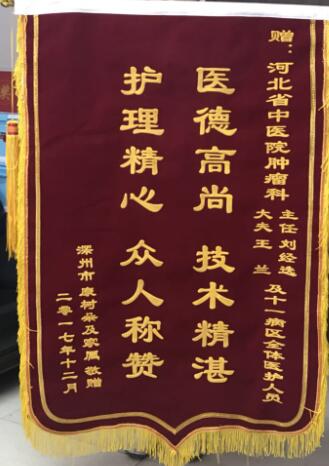 赠：河北省中医院肿瘤科
主任刘经选
大夫王 兰
及十一病区全体医护人员
医德高尚 技术精湛
护理精心 众人称赞
深州市康村朵及家属 敬赠
二零一七年十二月